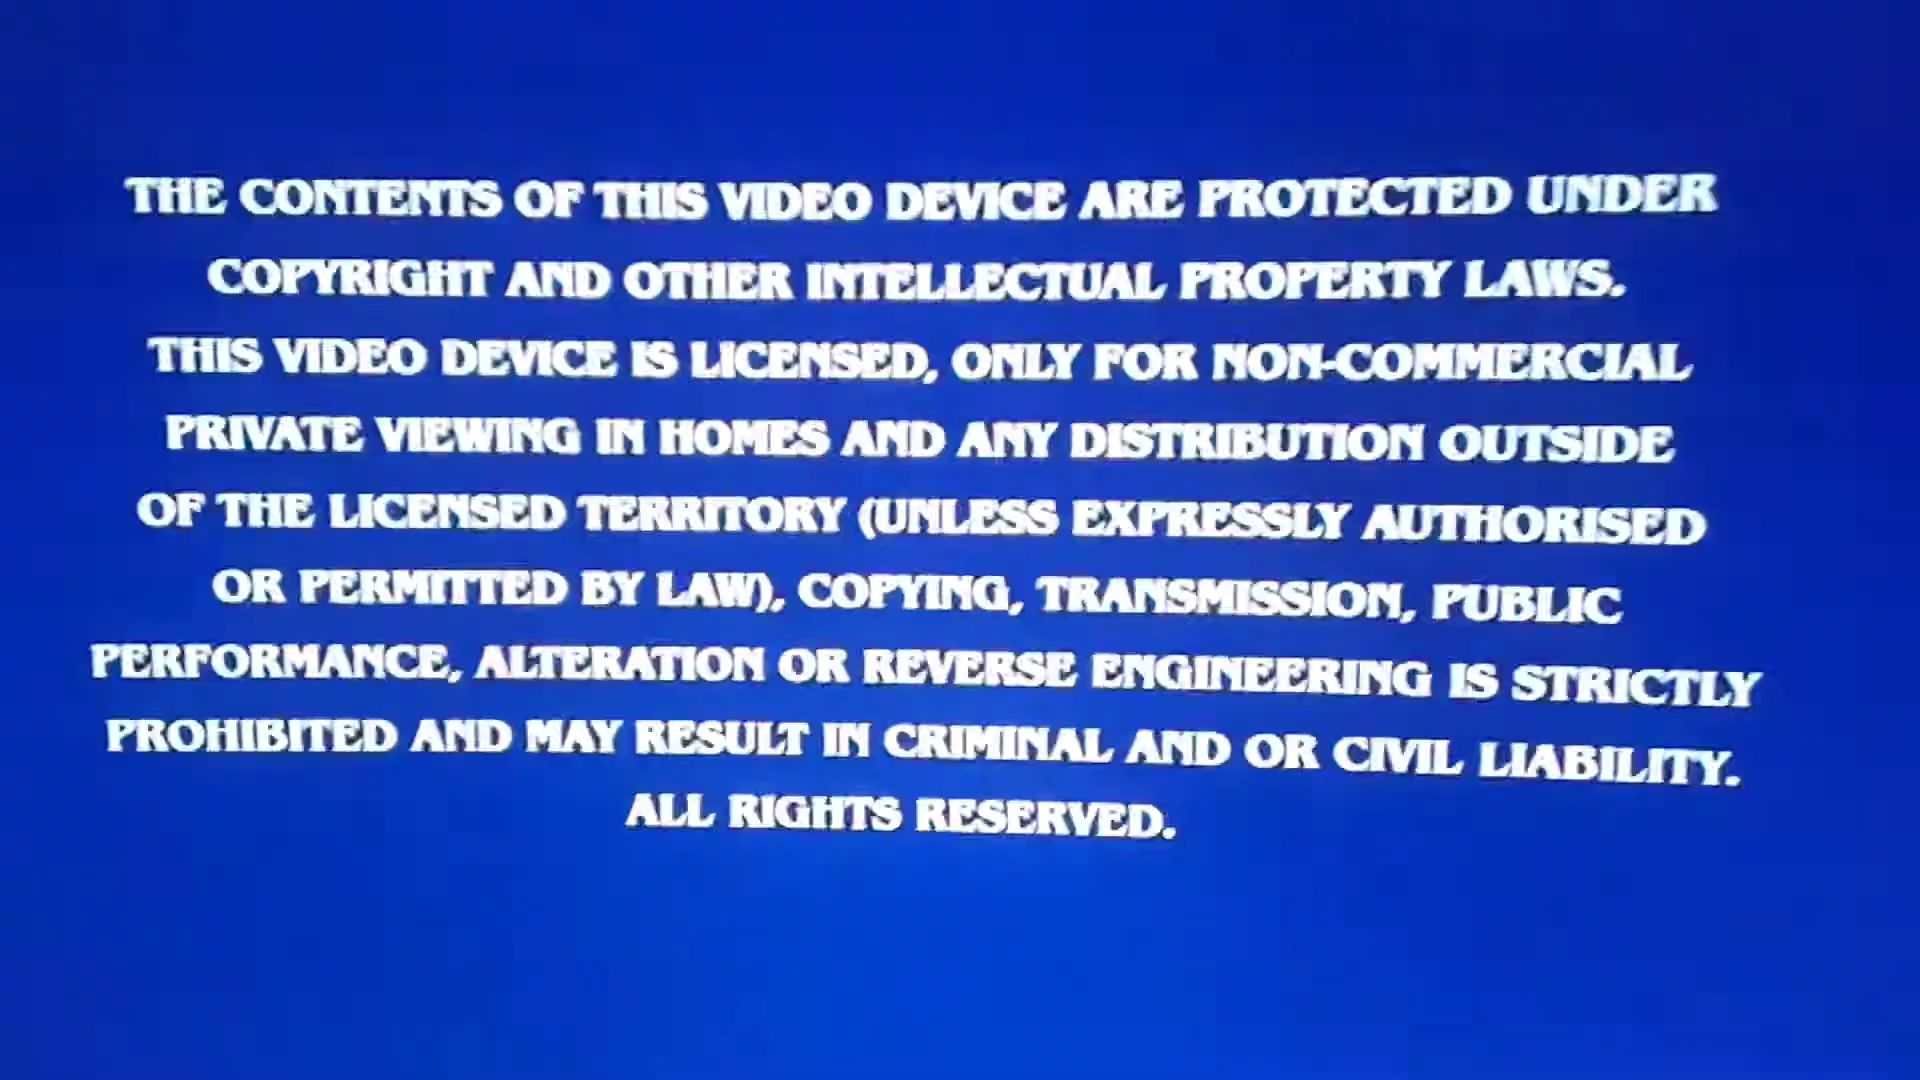 THE CONTENTS OF THIS VIDEO DEVICE ARE PROTECTED UNDER
COPYRIGHT AND OTHER INTELLECTUAL PROPERTY LAWS.
THIS VIDEO DEVICE IS LICENSED, ONLY FOR NON-COMMERCIAL
PRIVATE VIEWING IN HOMES AND ANY DISTRIBUTION OUTSIDE
OF THE LICENSED TERRITORY (UNLESS EXPRESSLY AUTHORISED
OR PERMITTED BY LAW), COPYING, TRANSMISSION, PUBLIC
PERFORMANCE, ALTERATION OR REVERSE ENGINEERING IS STRICTLY
PROHIBITED AND MAY RESULT IN CRIMINAL AND OR CIVIL LIABILITY.
ALL RIGHTS RESERVED.